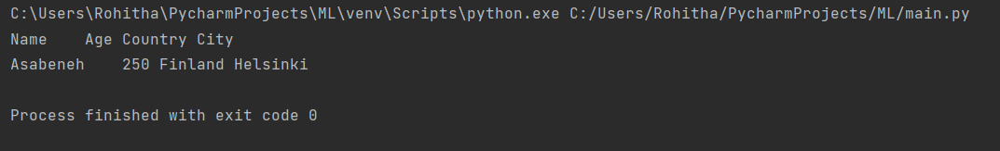 C:\Users\Rohitha\PycharmProjects\ML\venv\Scripts\python.exe C:/Users/Rohitha/PycharmProjects/ML/main.py
Name    Age Country City
Asabeneh    250 Finland Helsinki
Process finished with exit code 0